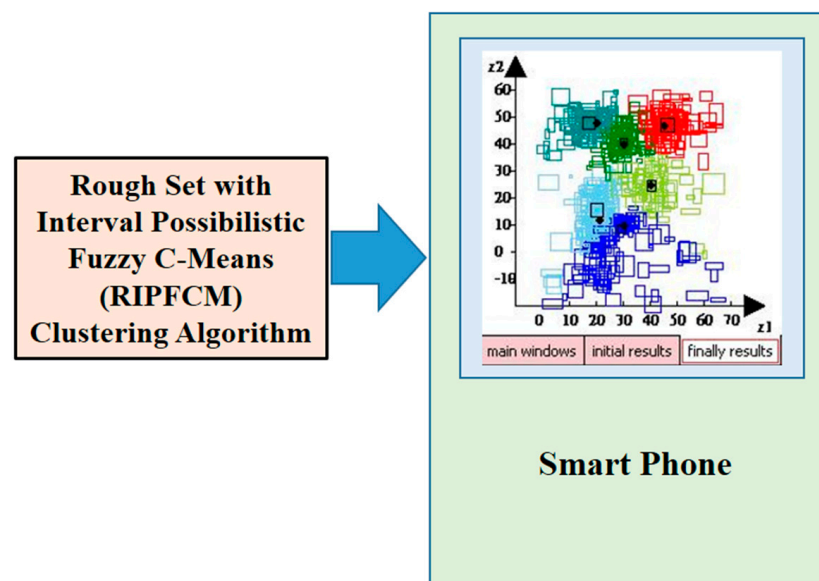 Rough Set with
Interval Possibilistic
Fuzzy C-Means
(RIPFCM)
Clustering Algorithm
z2
60
50
40
30
20
10
0
-18
0 10 20 30 40 50 60 70 z1
main windows initial results finally results
Smart Phone